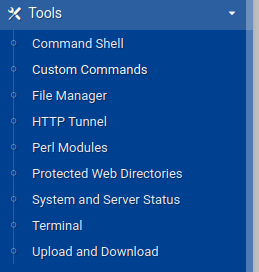 Tools
Command Shell
Custom Commands
File Manager
HTTP Tunnel
Perl Modules
Protected Web Directories
System and Server Status
Terminal
Upload and Download